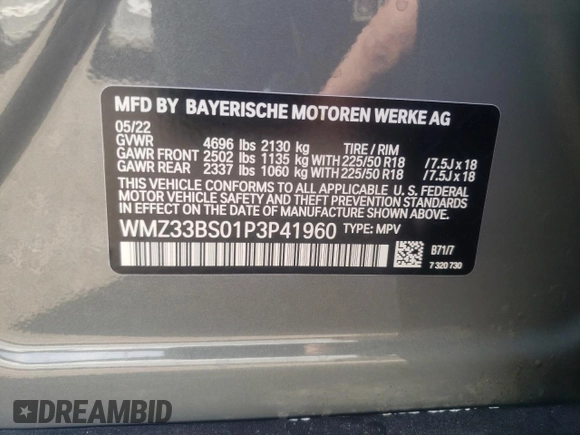 MFD BY BAYERISCHE MOTOREN WERKE AG
05/22
GVWR 4696 lbs 2130 kg TIRE / RIM
GAWR FRONT 2502 lbs 1135 kg WITH 225/50 R18 /7.5J x 18
GAWR REAR 2337 lbs 1060 kg WITH 225/50 R18 /7.5J x 18
THIS VEHICLE CONFORMS TO ALL APPLICABLE U. S. FEDERAL
MOTOR VEHICLE SAFETY AND THEFT PREVENTION STANDARDS
IN EFFECT ON THE DATE OF MANUFACTURE SHOWN ABOVE.
WMZ33BS01P3P41960 TYPE: MPV
B71/7
7 320 730
DREAMBID